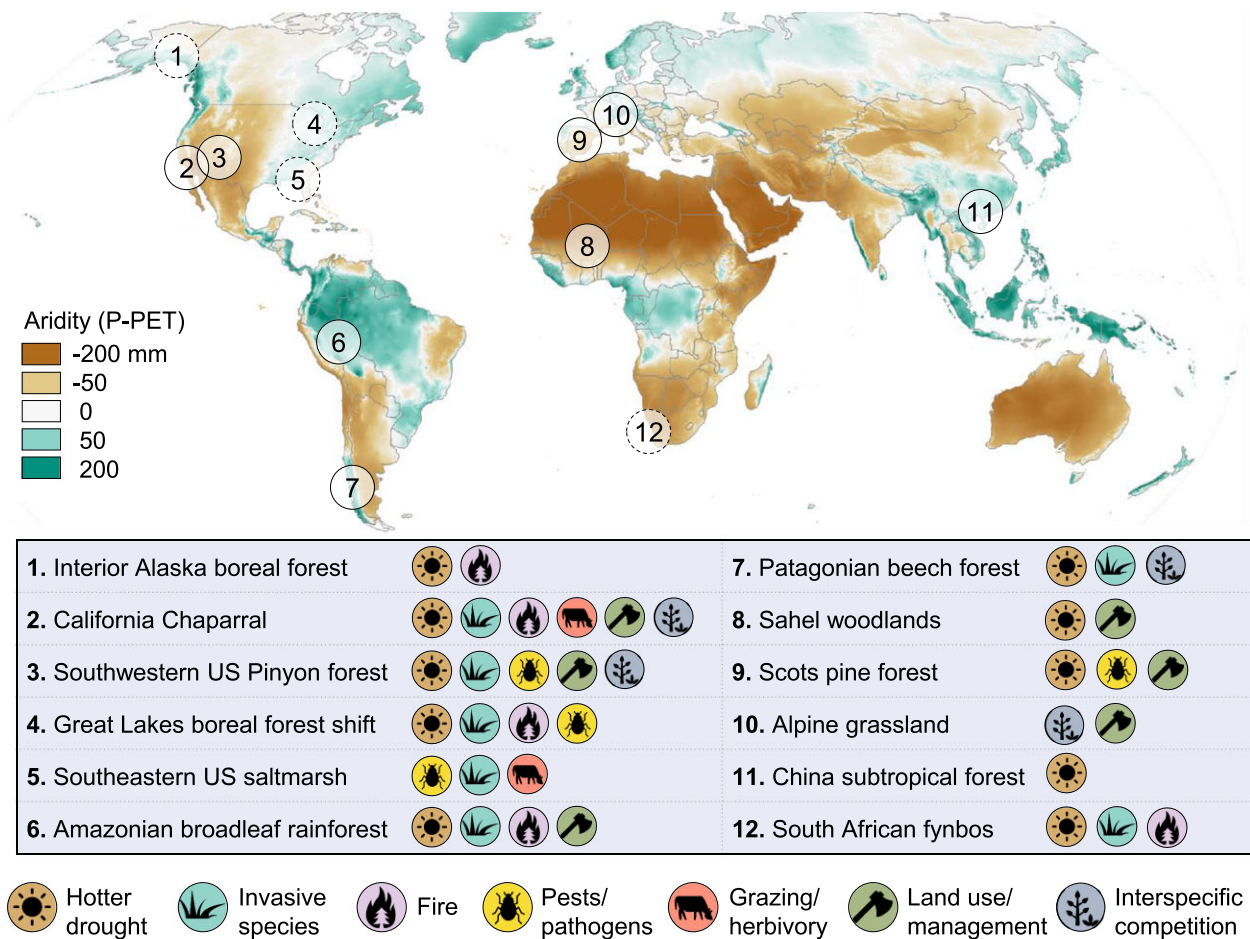 1
2
3
4
5
6
7
8
9
10
11
12
Aridity (P-PET)
-200 mm
-50
0
50
200
1. Interior Alaska boreal forest
2. California Chaparral
3. Southwestern US Pinyon forest
4. Great Lakes boreal forest shift
5. Southeastern US saltmarsh
6. Amazonian broadleaf rainforest
7. Patagonian beech forest
8. Sahel woodlands
9. Scots pine forest
10. Alpine grassland
11. China subtropical forest
12. South African fynbos
Hotter
drought
Invasive
species
Fire
Pests/
pathogens
Grazing/
herbivory
Land use/
management
Interspecific
competition